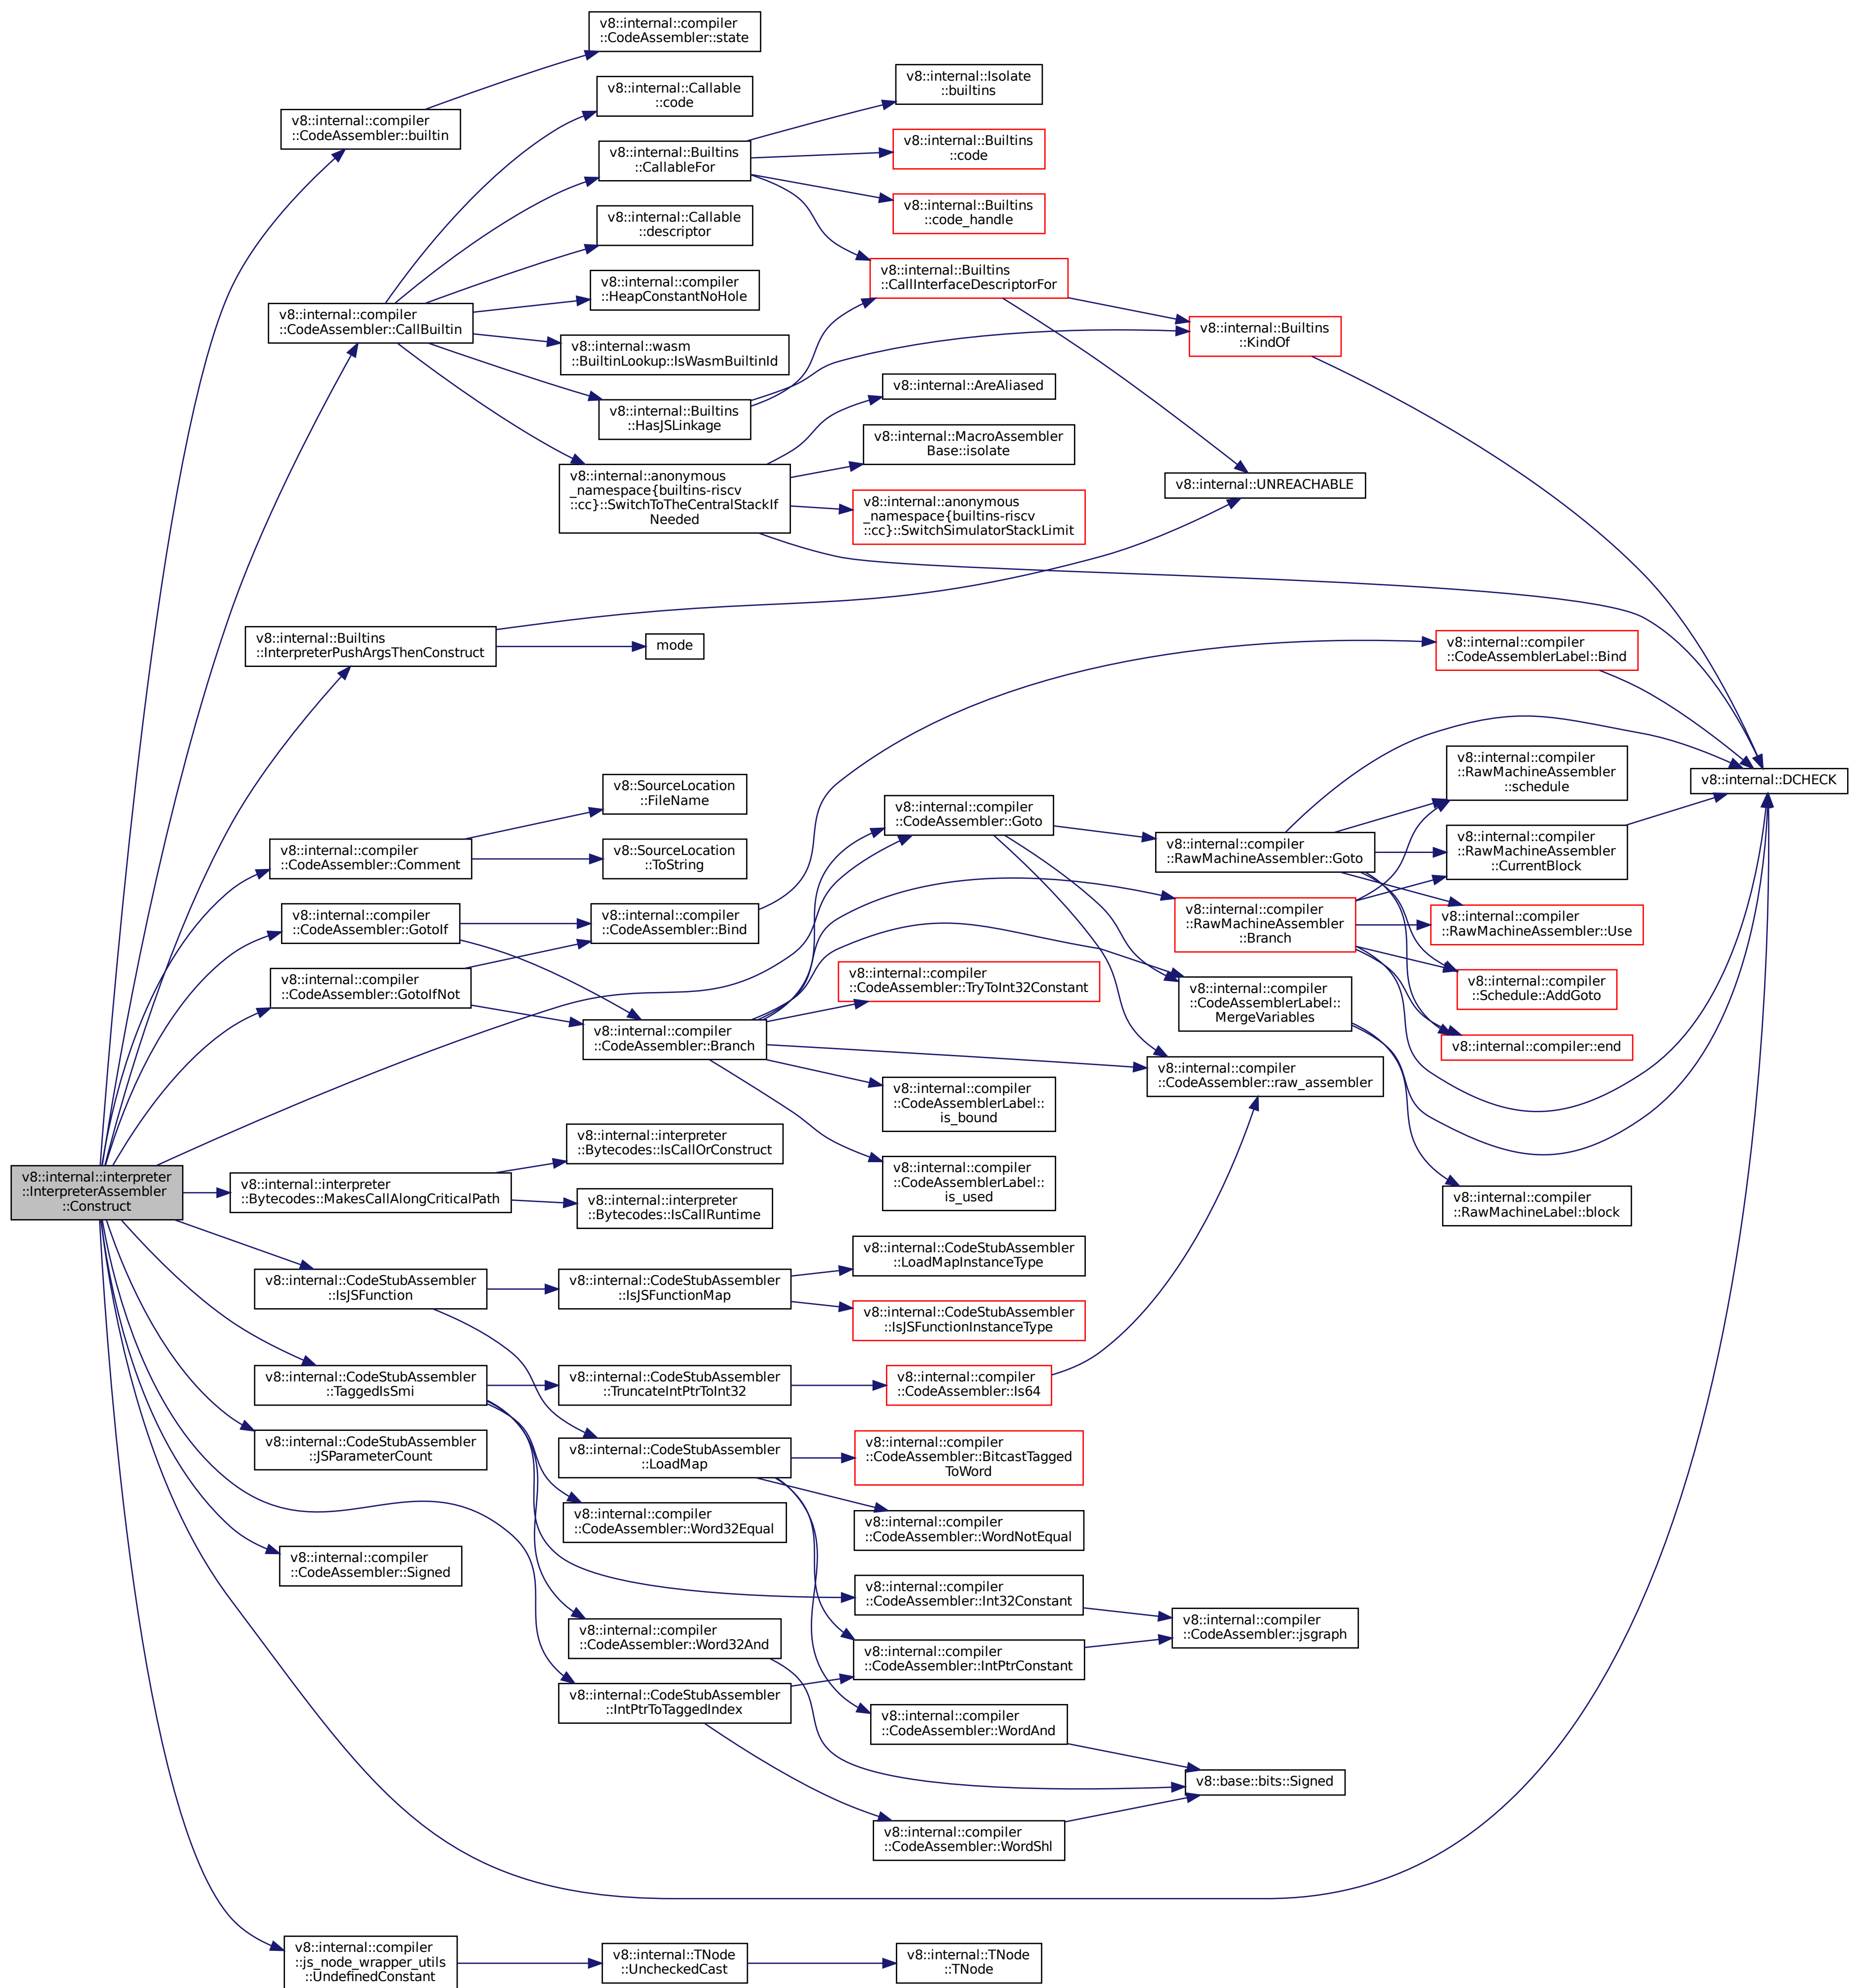 v8::internal::compiler
::CodeAssembler::state
v8::internal::Callable
::code
v8::internal::Isolate
::builtins
v8::internal::compiler
::CodeAssembler::builtin
v8::internal::Builtins
::code
v8::internal::Builtins
::CallableFor
v8::internal::Builtins
::code_handle
v8::internal::Callable
::descriptor
v8::internal::Builtins
::CallInterfaceDescriptorFor
v8::internal::compiler
::HeapConstantNoHole
v8::internal::compiler
::CodeAssembler::CallBuiltin
v8::internal::Builtins
::KindOf
v8::internal::wasm
::BuiltinLookup::IsWasmBuiltinId
v8::internal::AreAliased
v8::internal::Builtins
::HasJSLinkage
v8::internal::MacroAssembler
Base::isolate
v8::internal::UNREACHABLE
v8::internal::anonymous
_namespace{builtins-riscv
::cc}::SwitchToTheCentralStackIf
Needed
v8::internal::anonymous
_namespace{builtins-riscv
::cc}::SwitchSimulatorStackLimit
v8::internal::Builtins
::InterpreterPushArgsThenConstruct
mode
v8::internal::compiler
::CodeAssemblerLabel::Bind
v8::internal::compiler
::RawMachineAssembler
::schedule
v8::internal::DCHECK
v8::SourceLocation
::FileName
v8::internal::compiler
::CodeAssembler::Goto
v8::internal::compiler
::RawMachineAssembler::Goto
v8::internal::compiler
::RawMachineAssembler
::CurrentBlock
v8::internal::compiler
::CodeAssembler::Comment
v8::SourceLocation
::ToString
v8::internal::compiler
::CodeAssembler::GotoIf
v8::internal::compiler
::CodeAssembler::Bind
v8::internal::compiler
::RawMachineAssembler
::Branch
v8::internal::compiler
::RawMachineAssembler::Use
v8::internal::compiler
::CodeAssembler::GotoIfNot
v8::internal::compiler
::CodeAssembler::TryToInt32Constant
v8::internal::compiler
::CodeAssemblerLabel::
MergeVariables
v8::internal::compiler
::Schedule::AddGoto
v8::internal::compiler
::CodeAssembler::Branch
v8::internal::compiler::end
v8::internal::compiler
::CodeAssembler::raw_assembler
v8::internal::compiler
::CodeAssemblerLabel::
is_bound
v8::internal::interpreter
::Bytecodes::IsCallOrConstruct
v8::internal::compiler
::CodeAssemblerLabel::
is_used
v8::internal::interpreter
::InterpreterAssembler
::Construct
v8::internal::interpreter
::Bytecodes::MakesCallAlongCriticalPath
v8::internal::interpreter
::Bytecodes::IsCallRuntime
v8::internal::compiler
::RawMachineLabel::block
v8::internal::CodeStubAssembler
::LoadMapInstanceType
v8::internal::CodeStubAssembler
::IsJSFunction
v8::internal::CodeStubAssembler
::IsJSFunctionMap
v8::internal::CodeStubAssembler
::IsJSFunctionInstanceType
v8::internal::CodeStubAssembler
::TaggedIsSmi
v8::internal::CodeStubAssembler
::TruncateIntPtrToInt32
v8::internal::compiler
::CodeAssembler::Is64
v8::internal::CodeStubAssembler
::JSParameterCount
v8::internal::CodeStubAssembler
::LoadMap
v8::internal::compiler
::CodeAssembler::BitcastTagged
ToWord
v8::internal::compiler
::CodeAssembler::Word32Equal
v8::internal::compiler
::CodeAssembler::WordNotEqual
v8::internal::compiler
::CodeAssembler::Signed
v8::internal::compiler
::CodeAssembler::Int32Constant
v8::internal::compiler
::CodeAssembler::jsgraph
v8::internal::compiler
::CodeAssembler::Word32And
v8::internal::compiler
::CodeAssembler::IntPtrConstant
v8::internal::CodeStubAssembler
::IntPtrToTaggedIndex
v8::internal::compiler
::CodeAssembler::WordAnd
v8::base::bits::Signed
v8::internal::compiler
::CodeAssembler::WordShl
v8::internal::compiler
::js_node_wrapper_utils
::UndefinedConstant
v8::internal::TNode
::UncheckedCast
v8::internal::TNode
::TNode